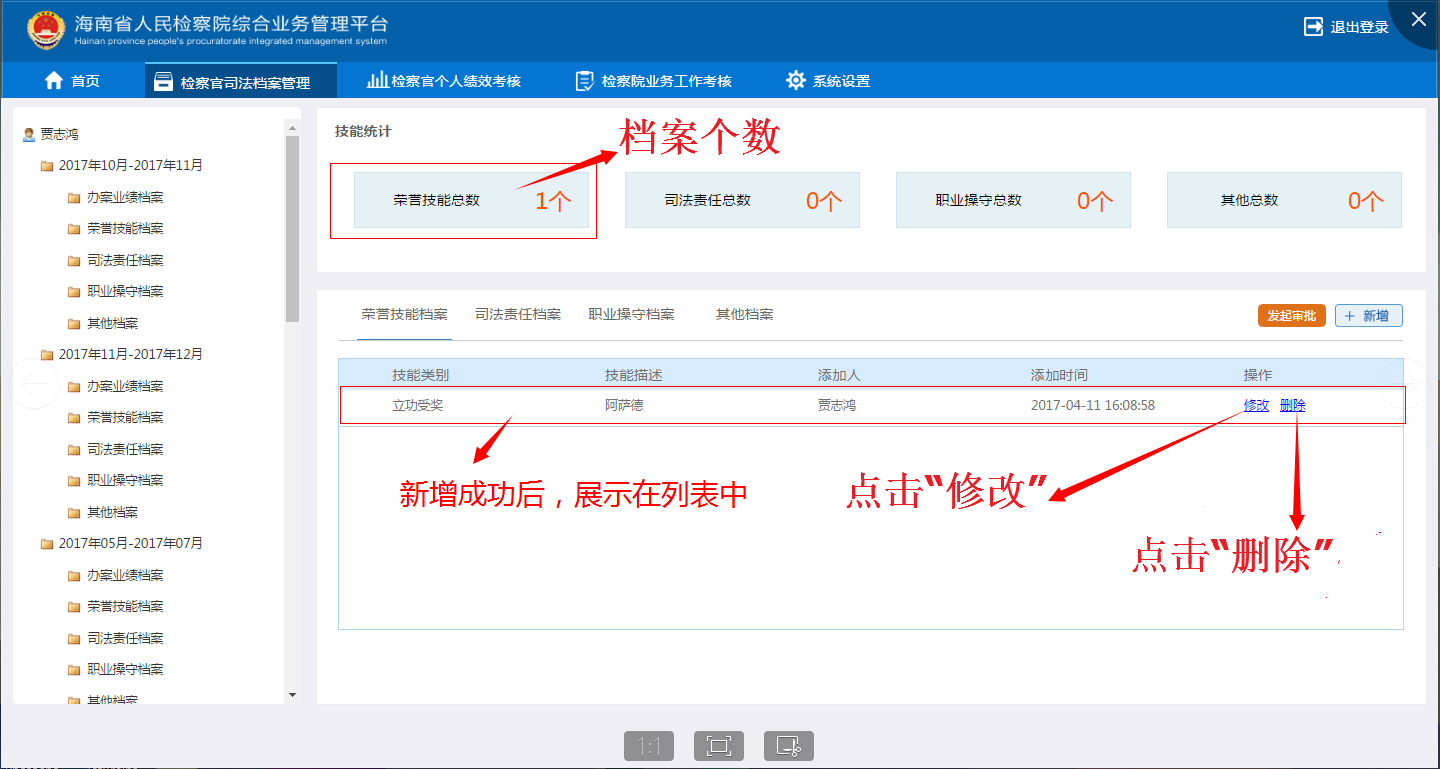 海南省人民检察院综合业务管理平台
Hainan province people's procuratorate integrated management system
退出登录
首页
检察官司法档案管理
检察官个人绩效考核
检察院业务工作考核
系统设置
贾志鸿
2017年10月-2017年11月
办案业绩档案
荣誉技能档案
司法责任档案
职业操守档案
其他档案
2017年11月-2017年12月
办案业绩档案
荣誉技能档案
司法责任档案
职业操守档案
其他档案
2017年05月-2017年07月
办案业绩档案
荣誉技能档案
司法责任档案
职业操守档案
其他档案
技能统计
档案个数
荣誉技能总数 1个
司法责任总数 0个
职业操守总数 0个
其他总数 0个
荣誉技能档案 司法责任档案 职业操守档案 其他档案
发起审批
+ 新增
技能类别 技能描述 添加人 添加时间 操作
立功受奖 阿萨德 贾志鸿 2017-04-11 16:08:58 修改 删除
新增成功后，展示在列表中
点击“修改”
点击“删除”
1:1